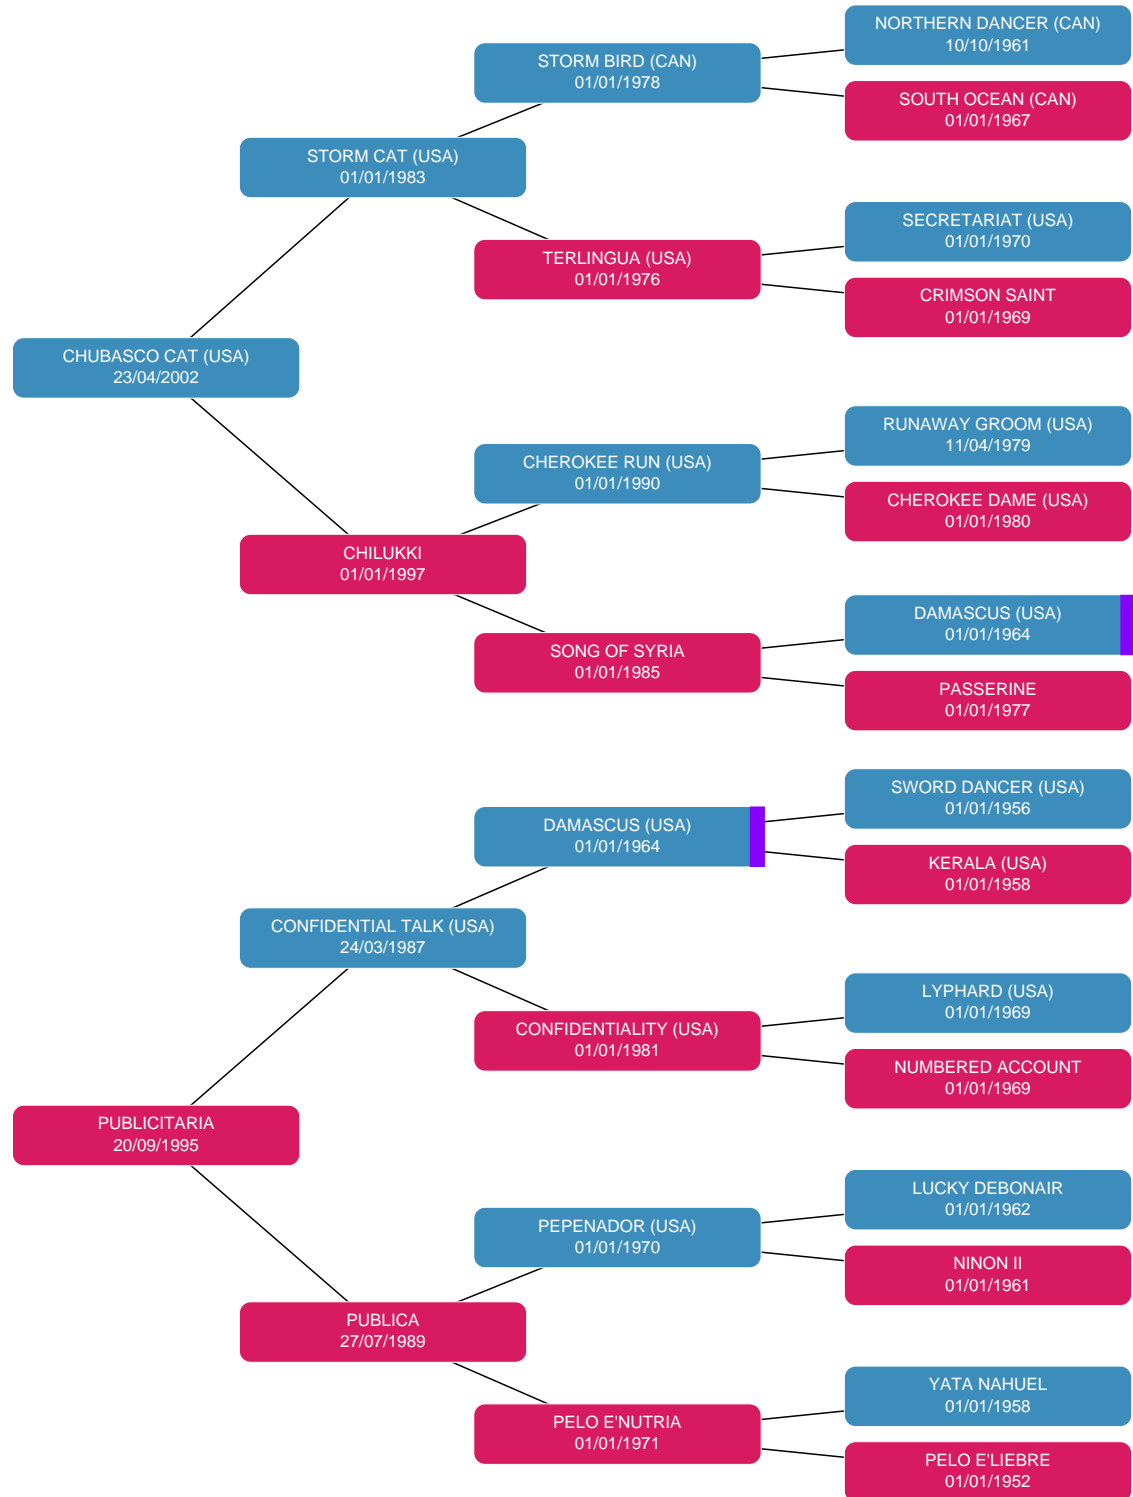 NORTHERN DANCER (CAN)
10/10/1961
STORM BIRD (CAN)
01/01/1978
SOUTH OCEAN (CAN)
01/01/1967
STORM CAT (USA)
01/01/1983
SECRETARIAT (USA)
01/01/1970
TERLINGUA (USA)
01/01/1976
CRIMSON SAINT
01/01/1969
CHUBASCO CAT (USA)
23/04/2002
RUNAWAY GROOM (USA)
11/04/1979
CHEROKEE RUN (USA)
01/01/1990
CHEROKEE DAME (USA)
01/01/1980
CHILUKKI
01/01/1997
DAMASCUS (USA)
01/01/1964
SONG OF SYRIA
01/01/1985
PASSERINE
01/01/1977
SWORD DANCER (USA)
01/01/1956
DAMASCUS (USA)
01/01/1964
KERALA (USA)
01/01/1958
CONFIDENTIAL TALK (USA)
24/03/1987
LYPHARD (USA)
01/01/1969
CONFIDENTIALITY (USA)
01/01/1981
NUMBERED ACCOUNT
01/01/1969
PUBLICITARIA
20/09/1995
LUCKY DEBONAIR
01/01/1962
PEPENADOR (USA)
01/01/1970
NINON II
01/01/1961
PUBLICA
27/07/1989
YATA NAHUEL
01/01/1958
PELO E'NUTRIA
01/01/1971
PELO E'LIEBRE
01/01/1952